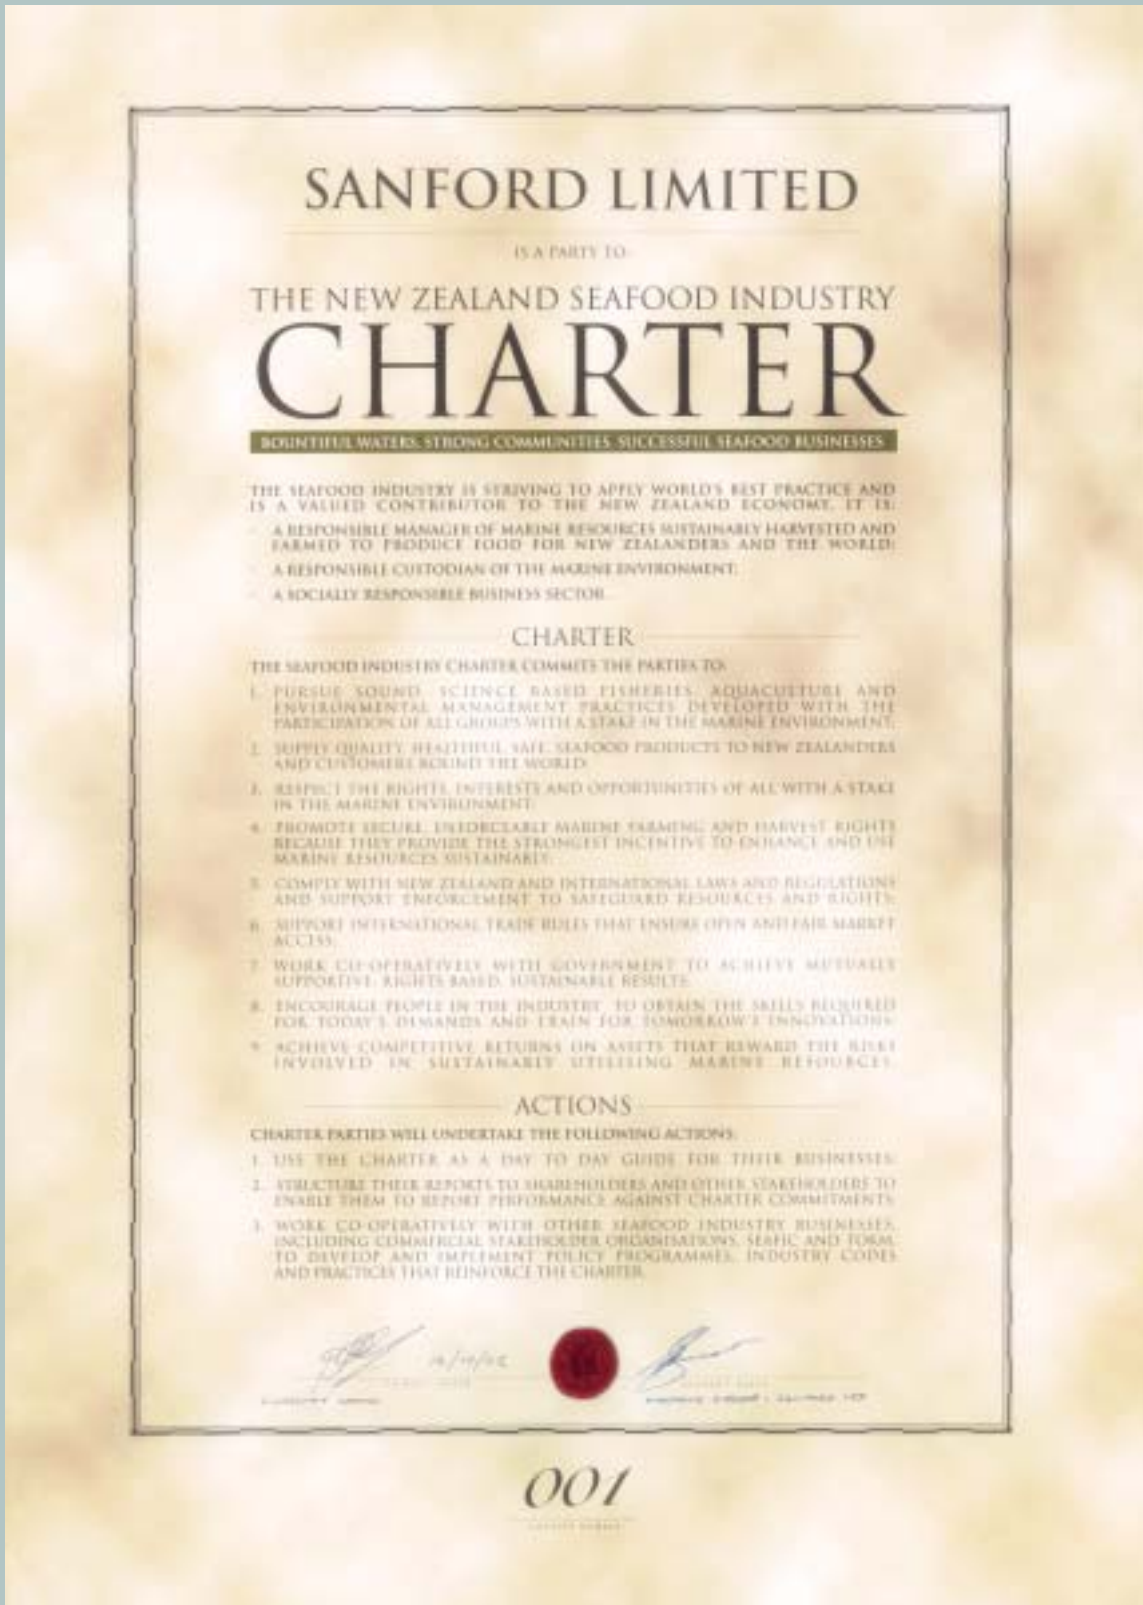 SANFORD LIMITED
IS A PARTY TO
THE NEW ZEALAND SEAFOOD INDUSTRY
CHARTER
BOUNTIFUL WATERS, STRONG COMMUNITIES, SUCCESSFUL SEAFOOD BUSINESSES
THE SEAFOOD INDUSTRY IS STRIVING TO APPLY WORLD'S BEST PRACTICE AND
IS A VALUED CONTRIBUTOR TO THE NEW ZEALAND ECONOMY. IT IS:
· A RESPONSIBLE MANAGER OF MARINE RESOURCES SUSTAINABLY HARVESTED AND
FARMED TO PRODUCE FOOD FOR NEW ZEALANDERS AND THE WORLD;
· A RESPONSIBLE CUSTODIAN OF THE MARINE ENVIRONMENT;
· A SOCIALLY RESPONSIBLE BUSINESS SECTOR.
CHARTER
THE SEAFOOD INDUSTRY CHARTER COMMITS THE PARTIES TO:
1. PURSUE SOUND, SCIENCE BASED FISHERIES, AQUACULTURE AND
ENVIRONMENTAL MANAGEMENT PRACTICES DEVELOPED WITH THE
PARTICIPATION OF ALL GROUPS WITH A STAKE IN THE MARINE ENVIRONMENT;
2. SUPPLY QUALITY, HEALTHFUL, SAFE, SEAFOOD PRODUCTS TO NEW ZEALANDERS
AND CUSTOMERS ROUND THE WORLD;
3. RESPECT THE RIGHTS, INTERESTS AND OPPORTUNITIES OF ALL WITH A STAKE
IN THE MARINE ENVIRONMENT;
4. PROMOTE SECURE, ENFORCEABLE MARINE FARMING AND HARVEST RIGHTS
BECAUSE THEY PROVIDE THE STRONGEST INCENTIVE TO ENHANCE AND USE
MARINE RESOURCES SUSTAINABLY;
5. COMPLY WITH NEW ZEALAND AND INTERNATIONAL LAWS AND REGULATIONS
AND SUPPORT ENFORCEMENT TO SAFEGUARD RESOURCES AND RIGHTS;
6. SUPPORT INTERNATIONAL TRADE RULES THAT ENSURE OPEN AND FAIR MARKET
ACCESS;
7. WORK CO-OPERATIVELY WITH GOVERNMENT TO ACHIEVE MUTUALLY
SUPPORTIVE, RIGHTS BASED, SUSTAINABLE RESULTS;
8. ENCOURAGE PEOPLE IN THE INDUSTRY TO OBTAIN THE SKILLS REQUIRED
FOR TODAY'S DEMANDS AND TRAIN FOR TOMORROW'S INNOVATIONS;
9. ACHIEVE COMPETITIVE RETURNS ON ASSETS THAT REWARD THE RISKS
INVOLVED IN SUSTAINABLY UTILISING MARINE RESOURCES.
ACTIONS
CHARTER PARTIES WILL UNDERTAKE THE FOLLOWING ACTIONS:
1. USE THE CHARTER AS A DAY TO DAY GUIDE FOR THEIR BUSINESSES;
2. STRUCTURE THEIR REPORTS TO SHAREHOLDERS AND OTHER STAKEHOLDERS TO
ENABLE THEM TO REPORT PERFORMANCE AGAINST CHARTER COMMITMENTS;
3. WORK CO-OPERATIVELY WITH OTHER SEAFOOD INDUSTRY BUSINESSES,
INCLUDING COMMERCIAL STAKEHOLDER ORGANISATIONS, SEAFIC AND TOKM,
TO DEVELOP AND IMPLEMENT POLICY PROGRAMMES, INDUSTRY CODES
AND PRACTICES THAT REINFORCE THE CHARTER.
001